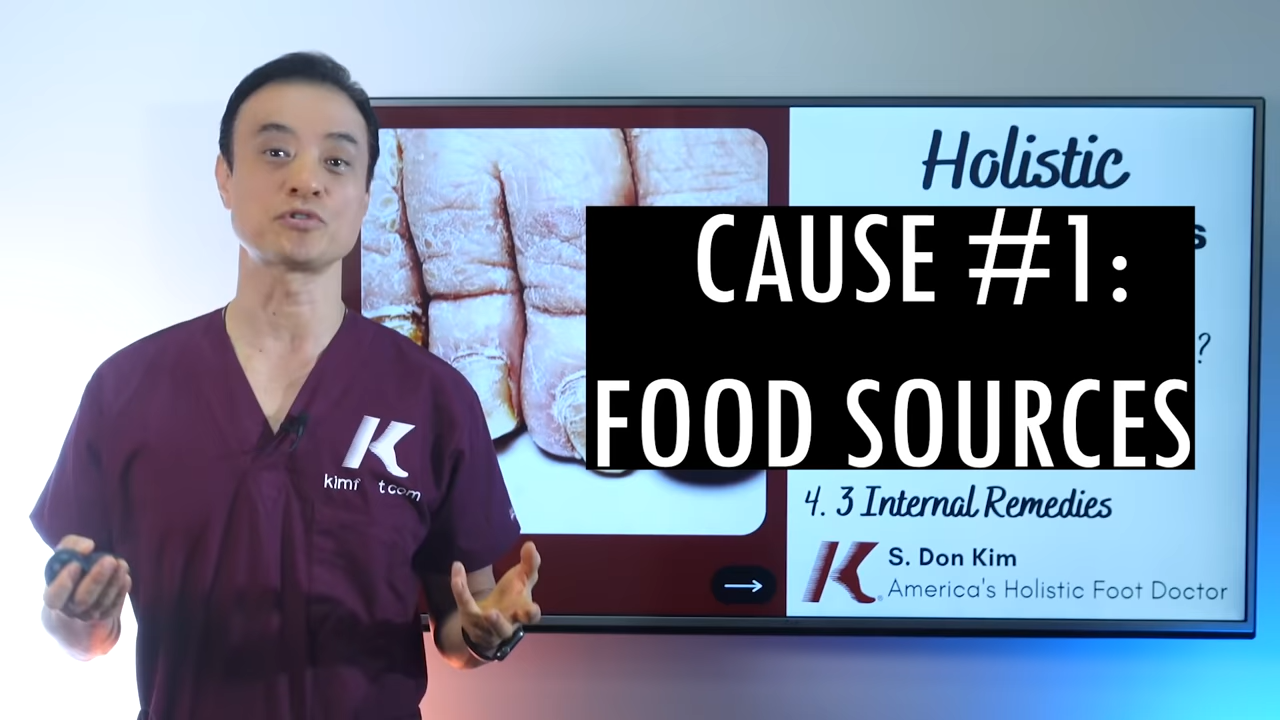 Holistic
CAUSE #1:
FOOD SOURCES
4. 3 Internal Remedies
K
S. Don Kim
America's Holistic Foot Doctor
K